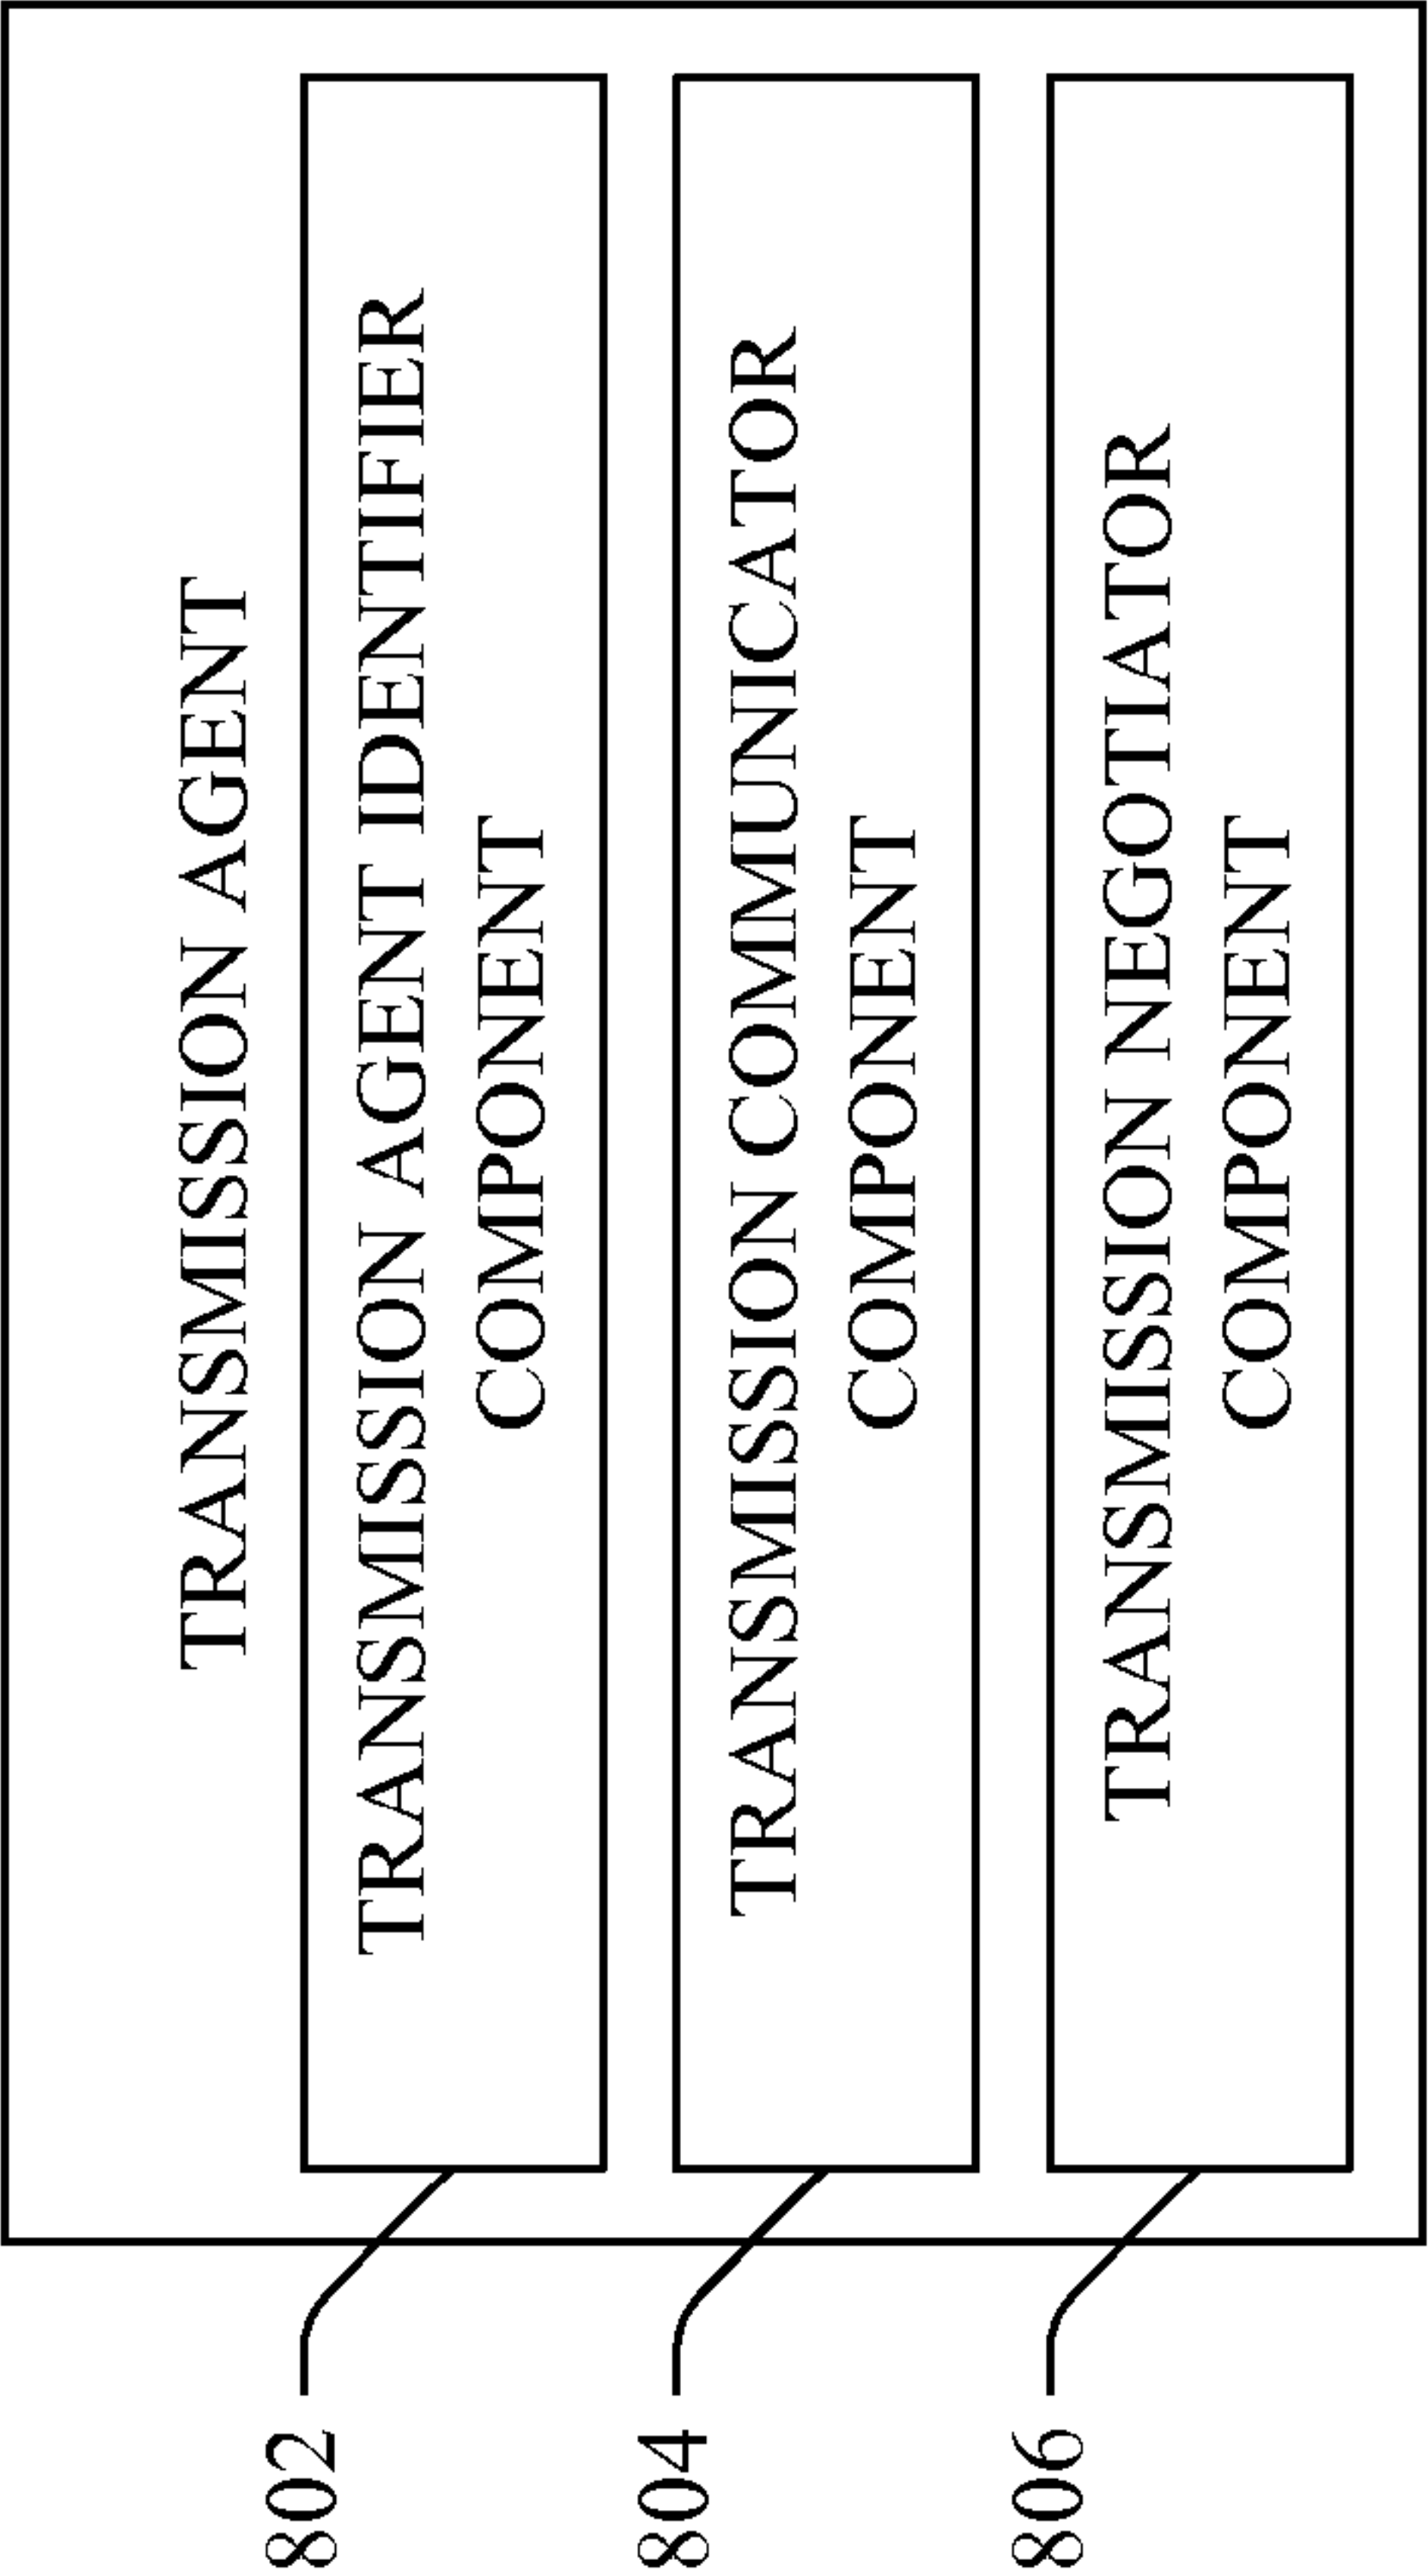 TRANSMISSION AGENT
802
TRANSMISSION AGENT IDENTIFIER
COMPONENT
804
TRANSMISSION COMMUNICATOR
COMPONENT
806
TRANSMISSION NEGOTIATOR
COMPONENT